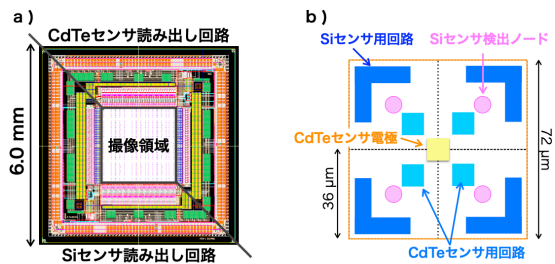 a )
CdTeセンサ読み出し回路
6.0 mm
撮像領域
Siセンサ読み出し回路
b )
Siセンサ用回路
Siセンサ検出ノード
CdTeセンサ電極
36 μm
72 μm
CdTeセンサ用回路